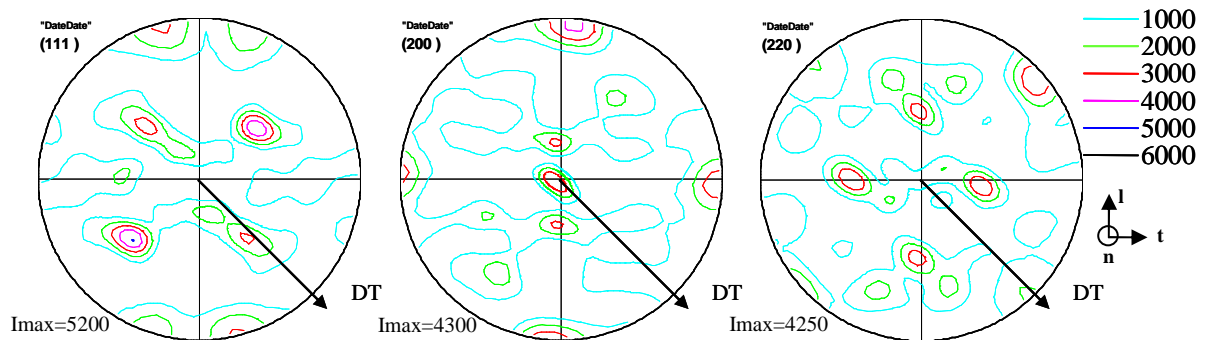 "DateDate"
(111)
DT
Imax=5200
"DateDate"
(200 )
DT
Imax=4300
"DateDate"
(220 )
DT
Imax=4250
1000
2000
3000
4000
5000
6000
l
t
n